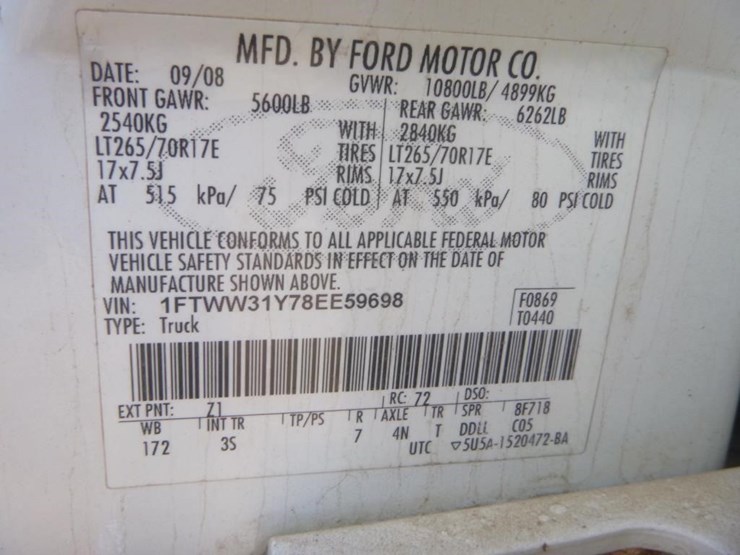 MFD. BY FORD MOTOR CO.
DATE: 09/08 GVWR: 10800LB/ 4899KG
FRONT GAWR: 5600LB REAR GAWR: 6262LB
2540KG WITH 2840KG WITH
LT265/70R17E TIRES LT265/70R17E TIRES
17x7.5J RIMS 17x7.5J RIMS
AT 515 kPa/ 75 PSI COLD AT 550 kPa/ 80 PSI COLD
THIS VEHICLE CONFORMS TO ALL APPLICABLE FEDERAL MOTOR
VEHICLE SAFETY STANDARDS IN EFFECT ON THE DATE OF
MANUFACTURE SHOWN ABOVE.
VIN: 1FTWW31Y78EE59698 F0869
TYPE: Truck T0440
EXT PNT: Z1 RC: 72 DSO:
WB INT TR TP/PS R AXLE TR SPR 8F718
172 3S 7 4N T DDLL C05
UTC ▽5U5A-1520472-BA
Ford